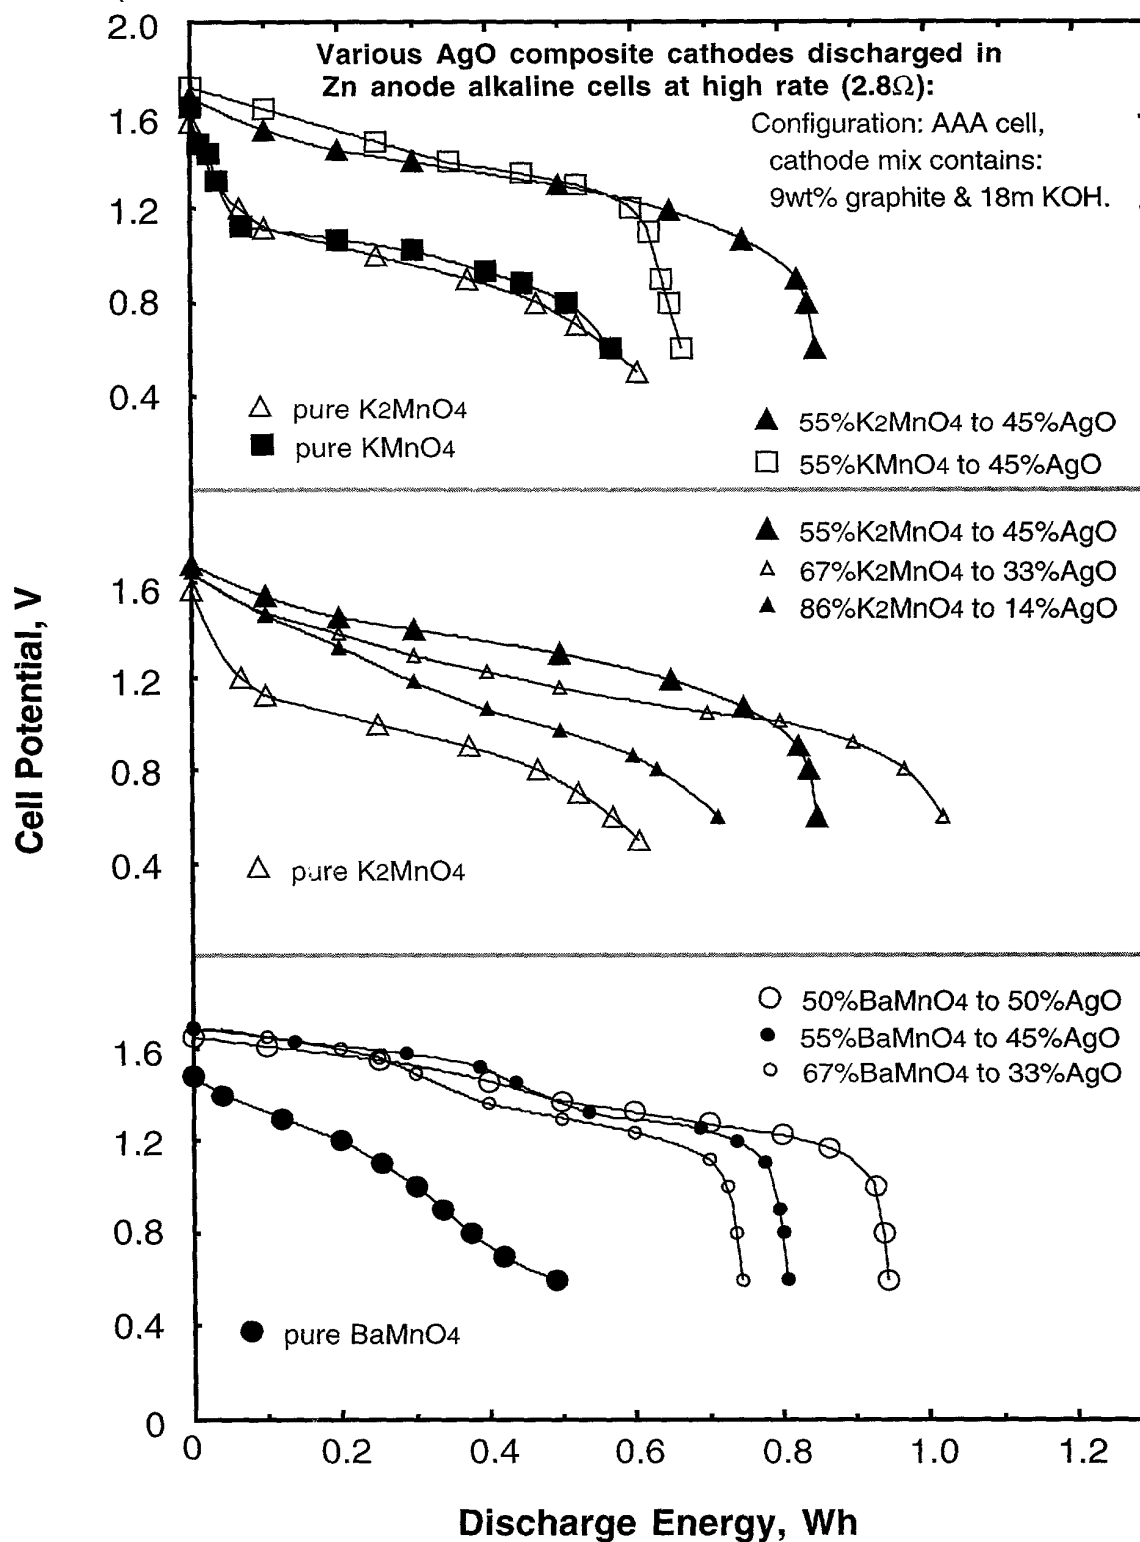 2.0
Various AgO composite cathodes discharged in
Zn anode alkaline cells at high rate (2.8Ω):
Configuration: AAA cell,
cathode mix contains:
9wt% graphite & 18m KOH.
1.6
1.2
0.8
0.4
pure K2MnO4
pure KMnO4
55%K2MnO4 to 45%AgO
55%KMnO4 to 45%AgO
55%K2MnO4 to 45%AgO
67%K2MnO4 to 33%AgO
86%K2MnO4 to 14%AgO
1.6
1.2
0.8
0.4
pure K2MnO4
Cell Potential, V
50%BaMnO4 to 50%AgO
55%BaMnO4 to 45%AgO
67%BaMnO4 to 33%AgO
1.6
1.2
0.8
0.4
pure BaMnO4
0
0 0.2 0.4 0.6 0.8 1.0 1.2
Discharge Energy, Wh